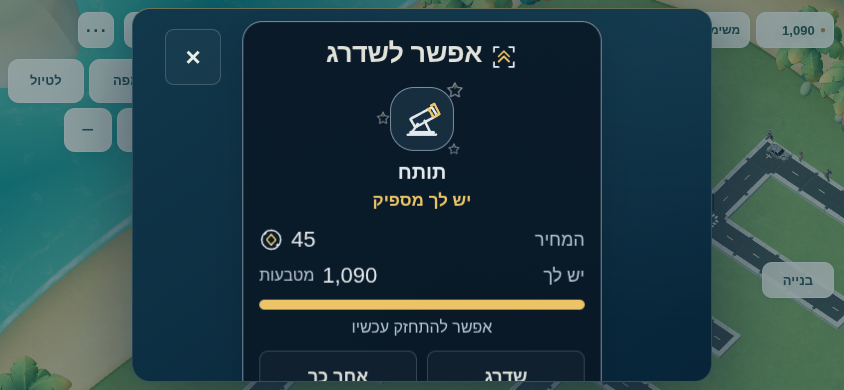 1,090
אפשר לשדרג
לטיול
תותח
יש לך מספיק
המחיר
45
יש לך
1,090 מטבעות
בנייה
אפשר להתחזק עכשיו
שדרג
אחר כך